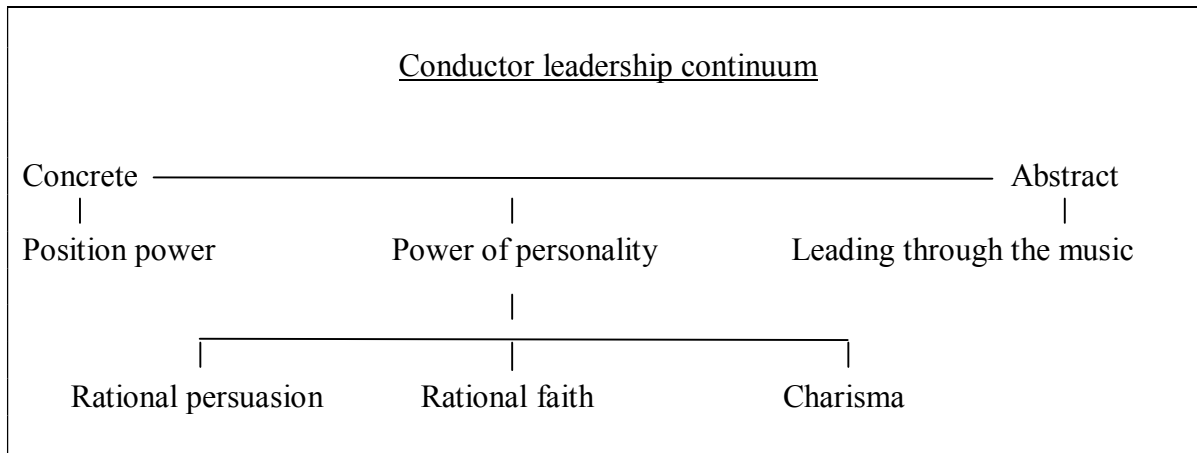 Conductor leadership continuum
Concrete Abstract
Position power Power of personality Leading through the music
Rational persuasion Rational faith Charisma